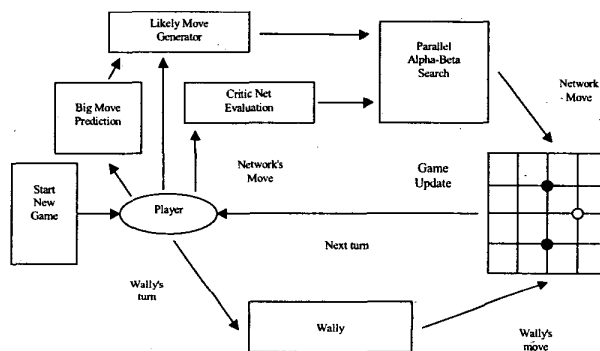 Likely Move
Generator
Parallel
Alpha-Beta
Search
Big Move
Prediction
Critic Net
Evaluation
Network
Move
Network's
Move
Game
Update
Start
New
Game
Player
Next turn
Wally's
turn
Wally
Wally's
move